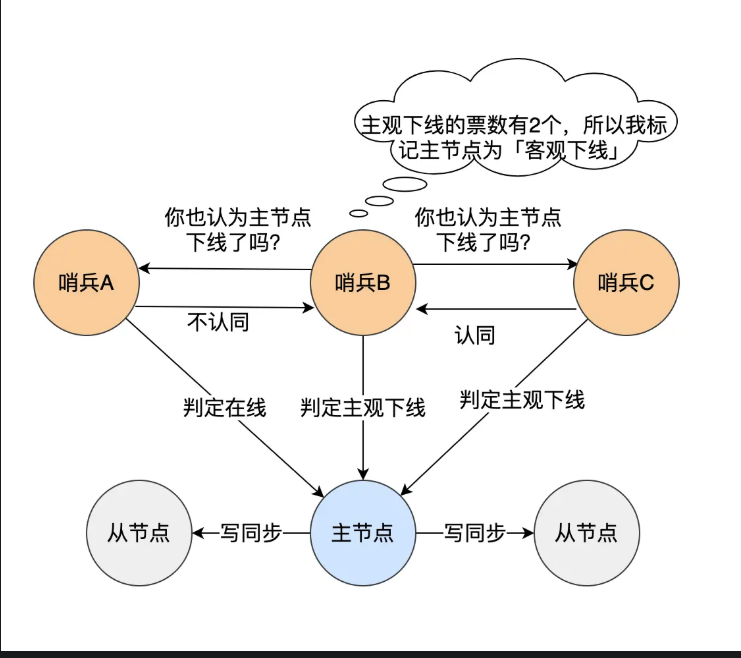 主观下线的票数有2个，所以我标
记主节点为「客观下线」
你也认为主节点
下线了吗?
你也认为主节点
下线了吗?
哨兵A
哨兵B
哨兵C
不认同
认同
判定在线
判定主观下线
判定主观下线
从节点
写同步
主节点
写同步
从节点